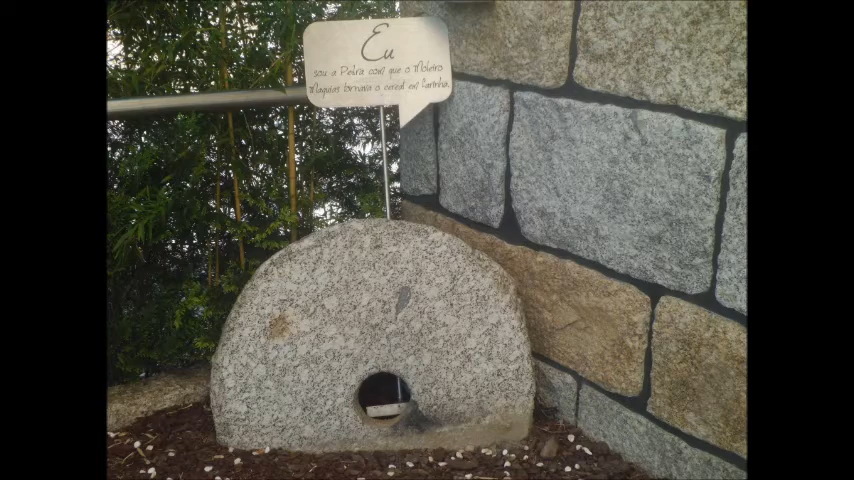 Eu
sou a Pedra com que o Moleiro
Maquias tornava o cereal em farinha.